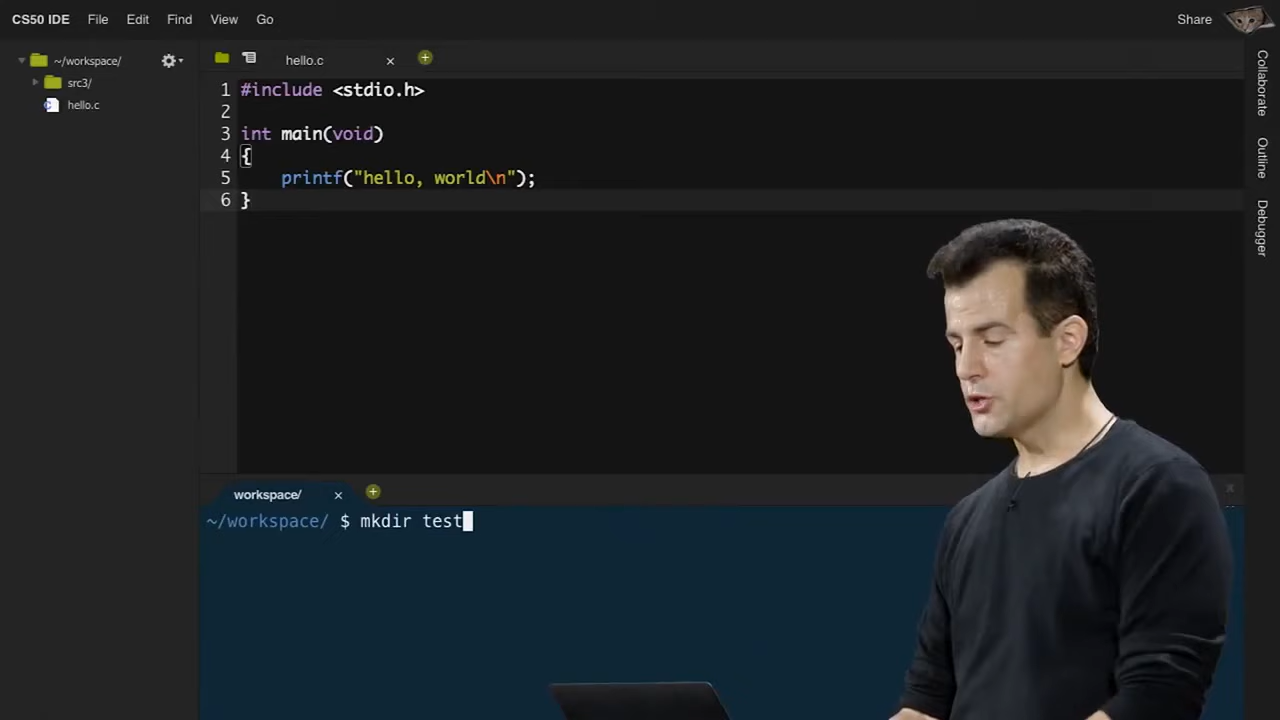 CS50 IDE File Edit Find View Go Share
~/workspace/
src3/
hello.c
hello.c
1 #include <stdio.h>
2
3 int main(void)
4 {
5 printf("hello, world\n");
6 }
Collaborate
Outline
Debugger
workspace/
~/workspace/ $ mkdir test